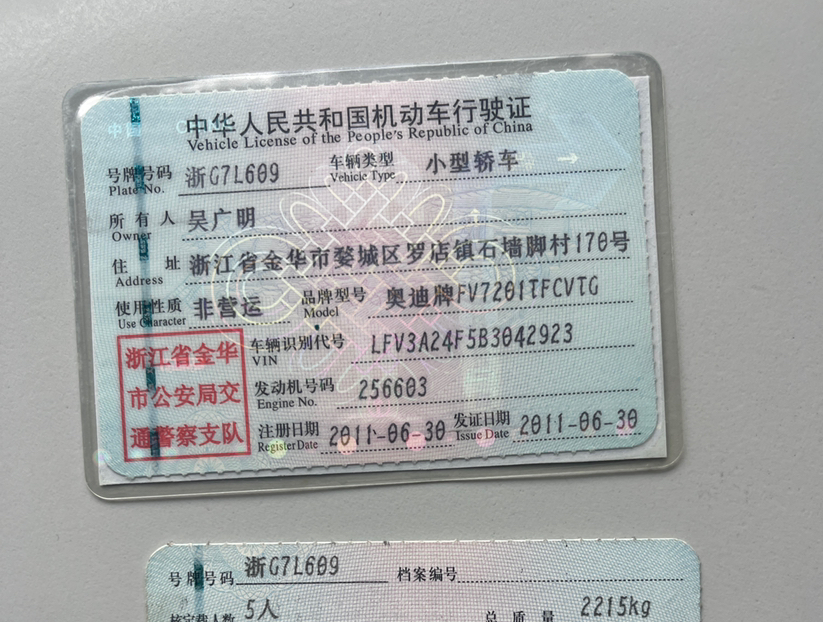 中华人民共和国机动车行驶证
Vehicle License of the People's Republic of China
号牌号码 浙G7L609 车辆类型 小型轿车
Plate No. Vehicle Type
所有人 吴广明
Owner
住址 浙江省金华市婺城区罗店镇石墙脚村170号
Address
使用性质 非营运 品牌型号 奥迪牌FV7201TFCVTG
Use Character Model
浙江省金华
市公安局交
通警察支队
车辆识别代号 LFV3A24F5B3042923
VIN
发动机号码 256603
Engine No.
注册日期 2011-06-30 发证日期 2011-06-30
Register Date Issue Date
号牌号码 浙G7L609 档案编号
核定载人数 5人 总质量 2215kg